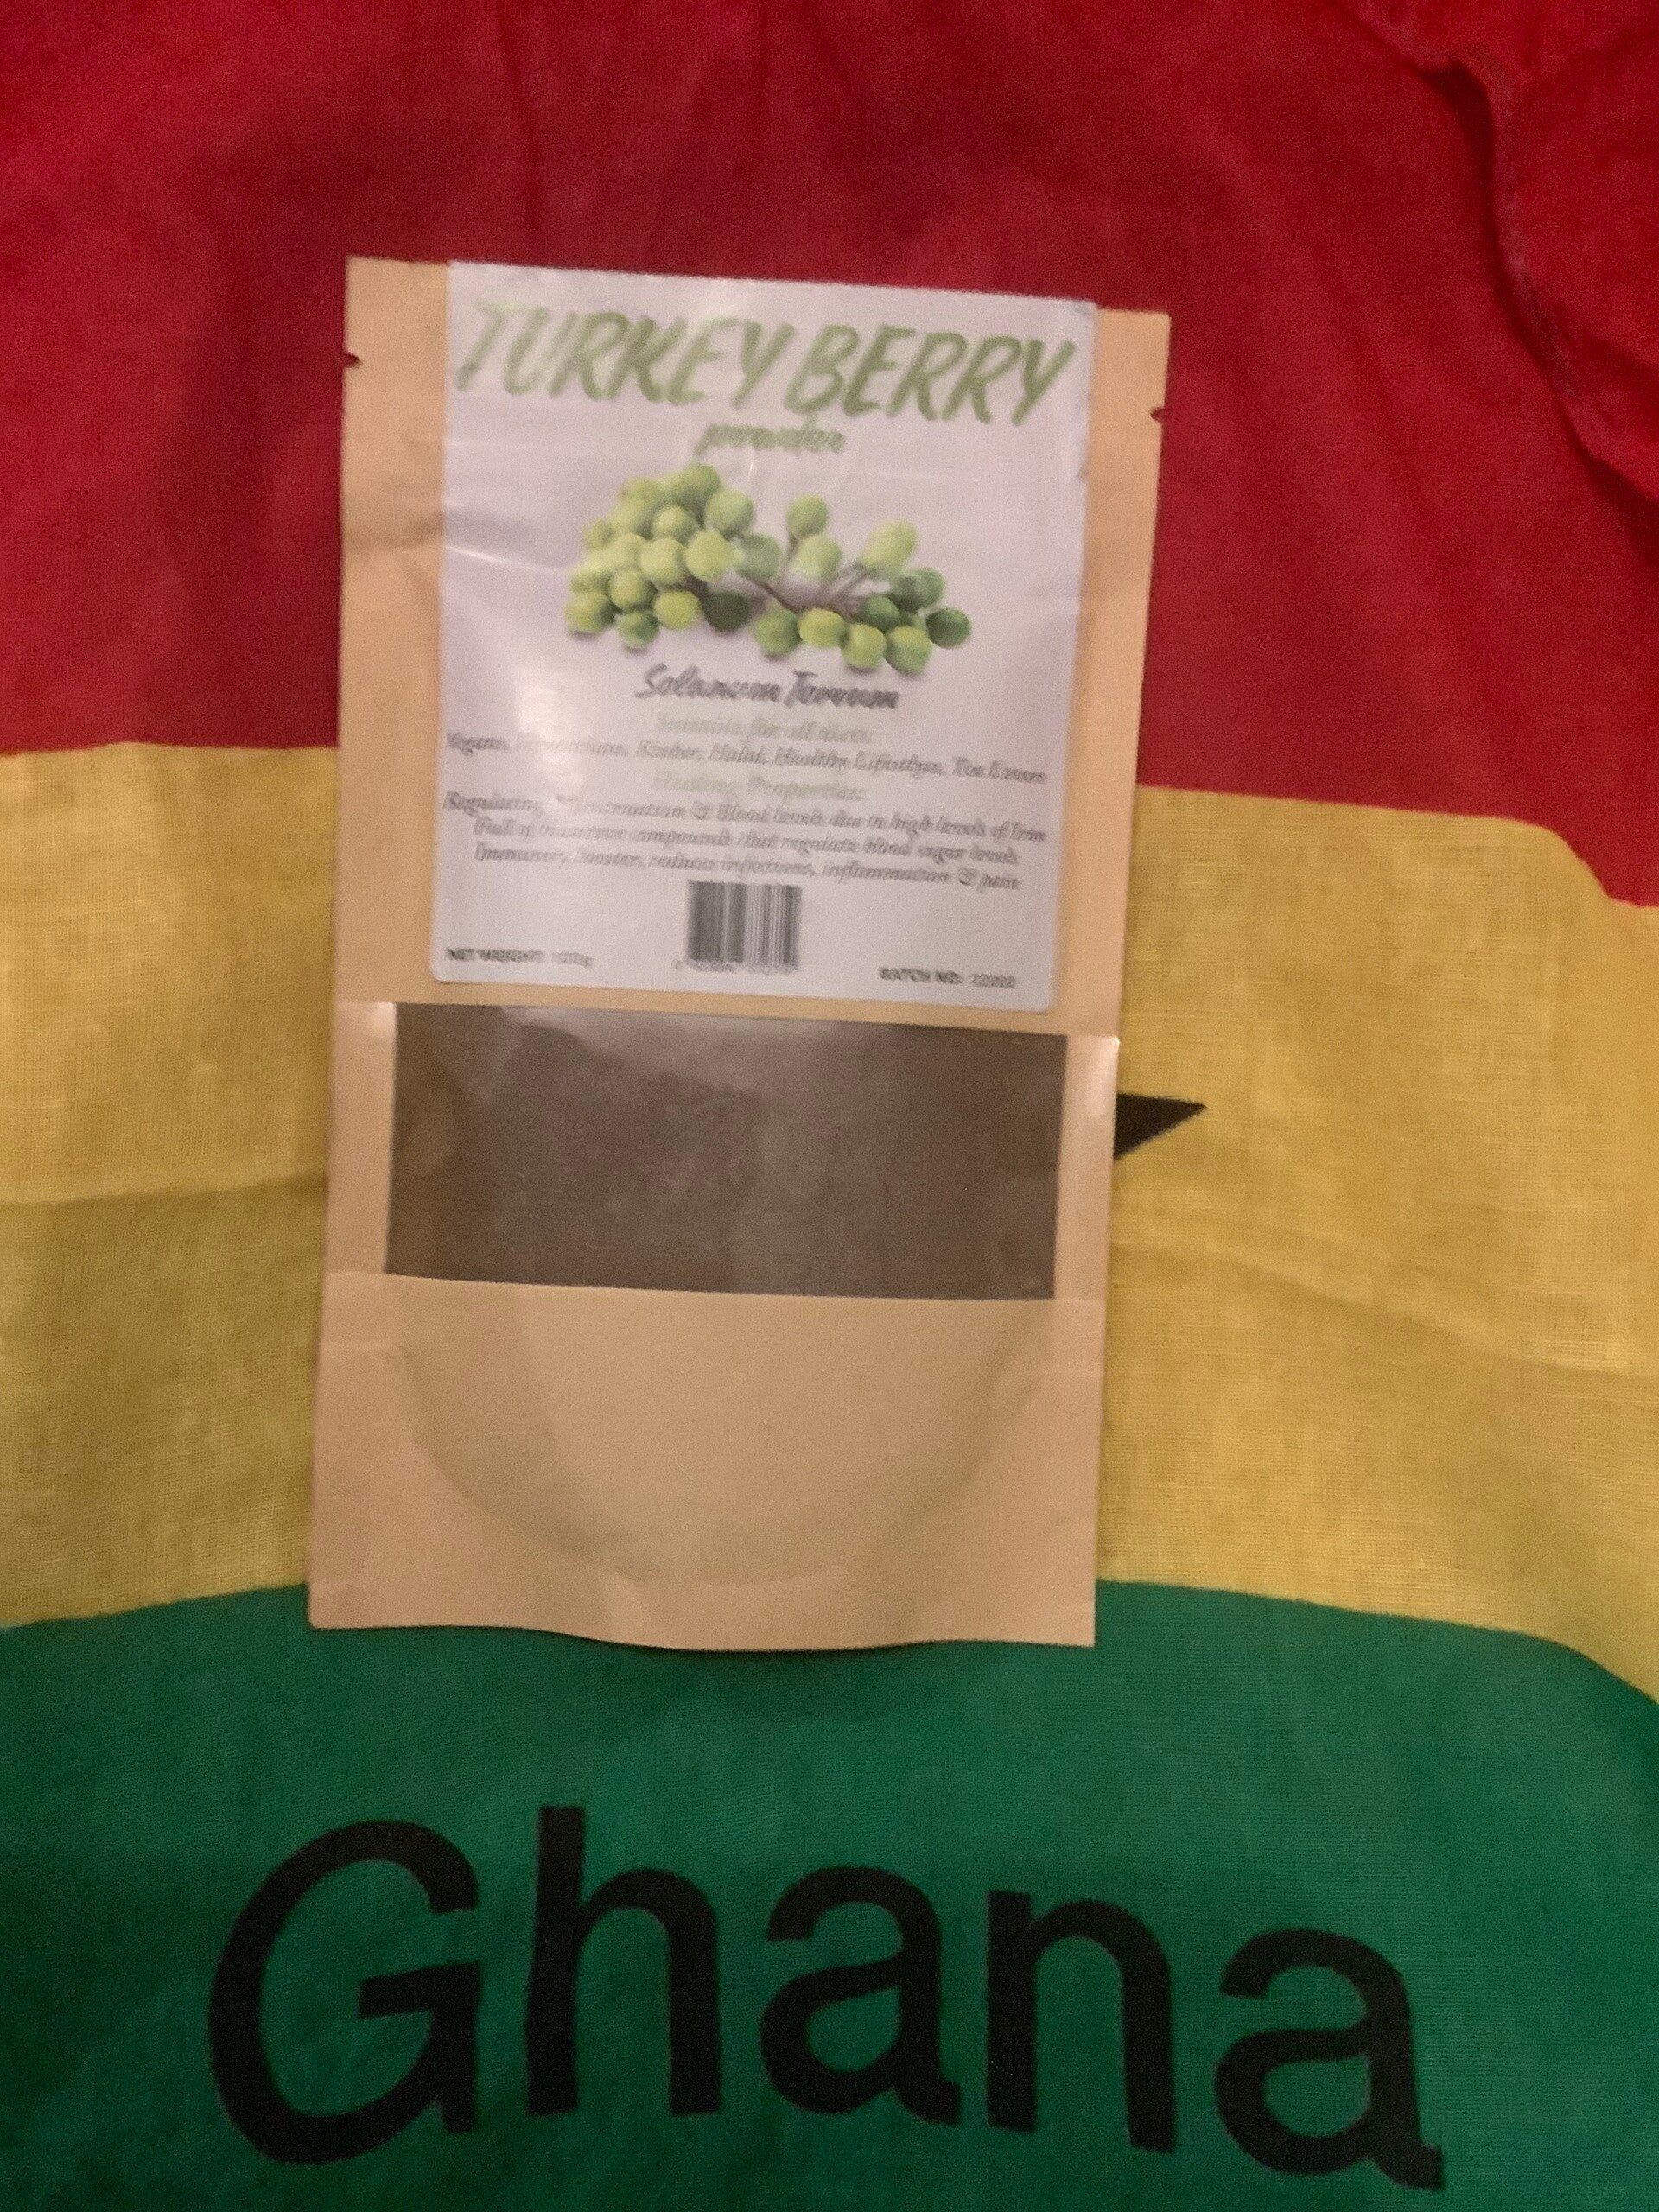 TURKEY BERRY
powder
Solanum Torvum
Suitable for all diets:
Vegans, Vegetarians, Kosher, Halal, Healthy Lifestyles, Tea Lovers
Healing Properties:
Regulating Menstruation & Blood levels due to high levels of Iron
Full of bioactive compounds that regulate blood sugar levels
Immunity booster, reduces infections, inflammation & pain
NET WEIGHT: 100g
BATCH NO:
Ghana